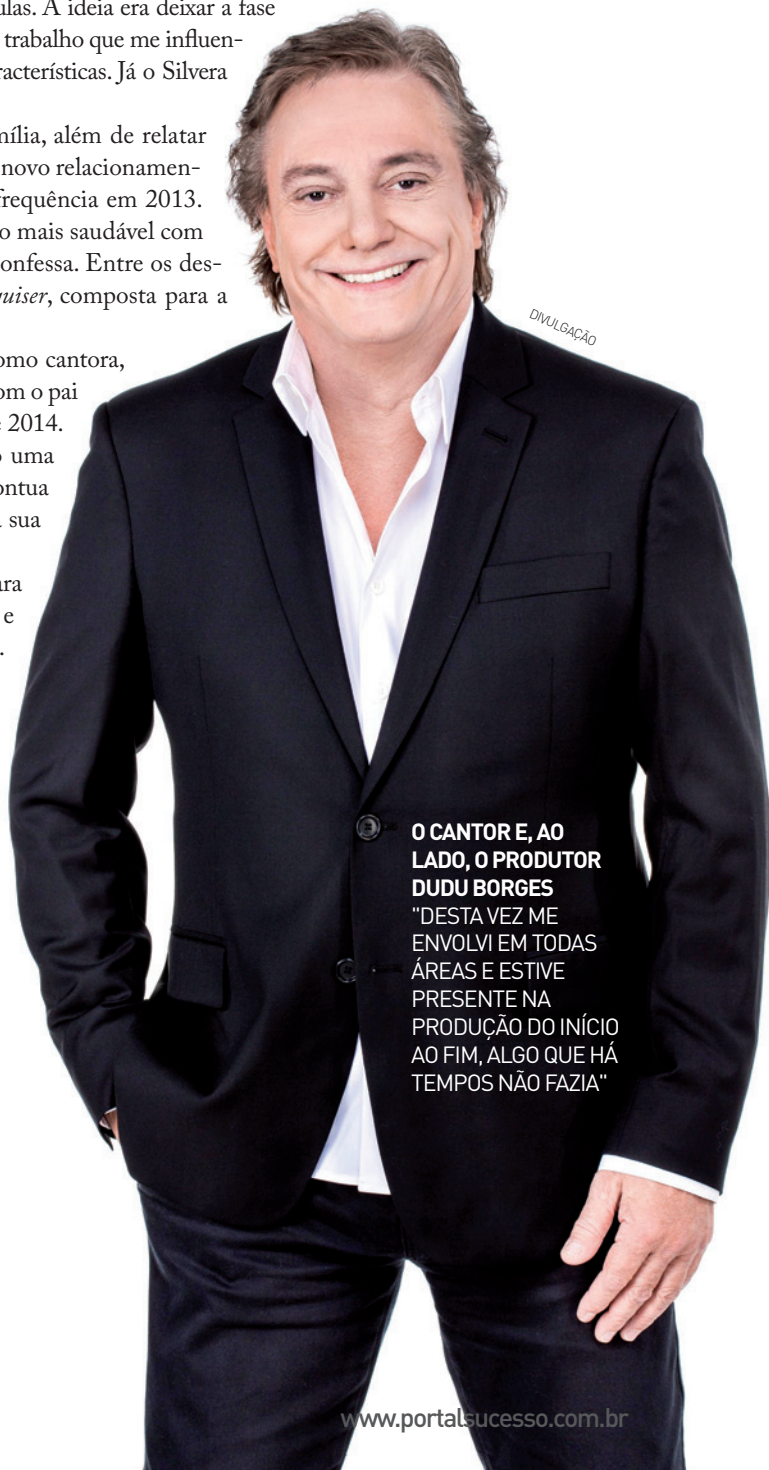 ulas. A ideia era deixar a fase
trabalho que me influen-
racterísticas. Já o Silvera
mília, além de relatar
novo relacionamen-
frequência em 2013.
o mais saudável com
onfessa. Entre os des-
uiser, composta para a
omo cantora,
om o pai
e 2014.
o uma
ontua
a sua
ara
e
.
DIVULGAÇÃO
O CANTOR E, AO
LADO, O PRODUTOR
DUDU BORGES
"DESTA VEZ ME
ENVOLVI EM TODAS
ÁREAS E ESTIVE
PRESENTE NA
PRODUÇÃO DO INÍCIO
AO FIM, ALGO QUE HÁ
TEMPOS NÃO FAZIA"
www.portalsucesso.com.br